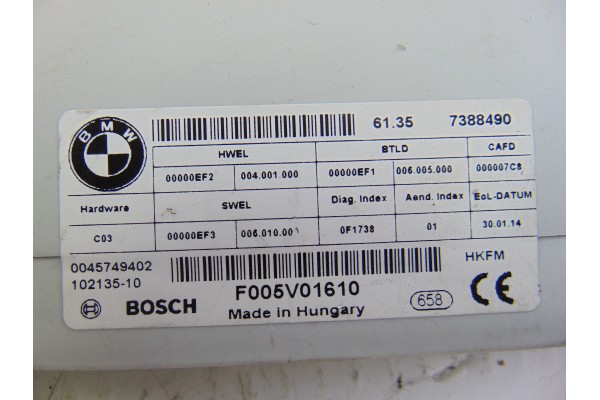 BMW
61.35 7388490
HWEL BTLD CAFD
00000EF2 004.001.000 00000EF1 006.005.000 000007C8
Hardware SWEL Diag. Index Aend. Index EoL-DATUM
C03 00000EF3 006.010.00 0F1738 01 30.01.14
0045749402 HKFM
102135-10
BOSCH F005V01610 658 CE
Made in Hungary